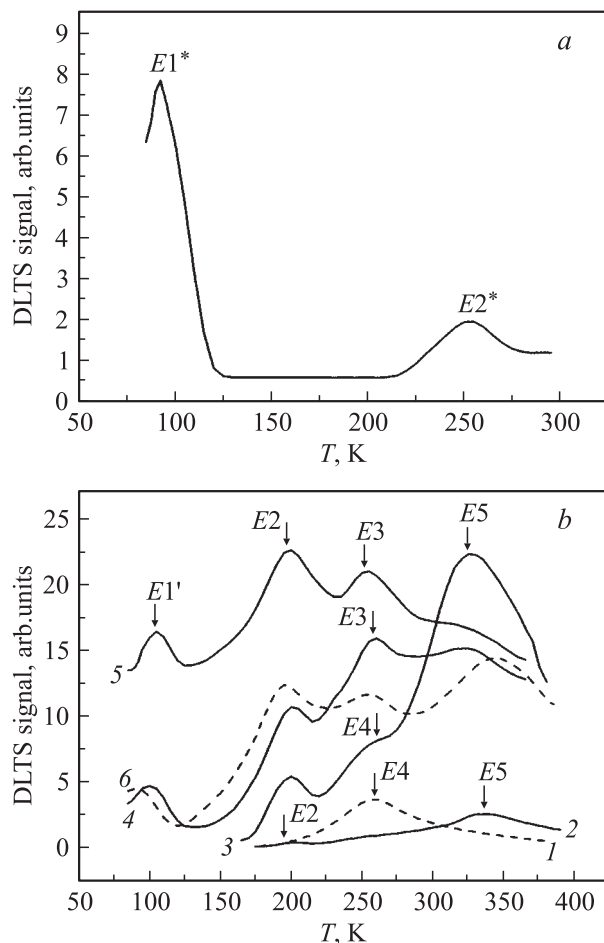 a
DLTS signal, arb.units
9
8
7
6
5
4
3
2
1
0
E1*
E2*
50 100 150 200 250 300
T, K
b
DLTS signal, arb.units
25
20
15
10
5
0
E1'
E2
E3
E5
E3
E4
E4
E5
E2
5
6
4
3
2
1
50 100 150 200 250 300 350 400
T, K